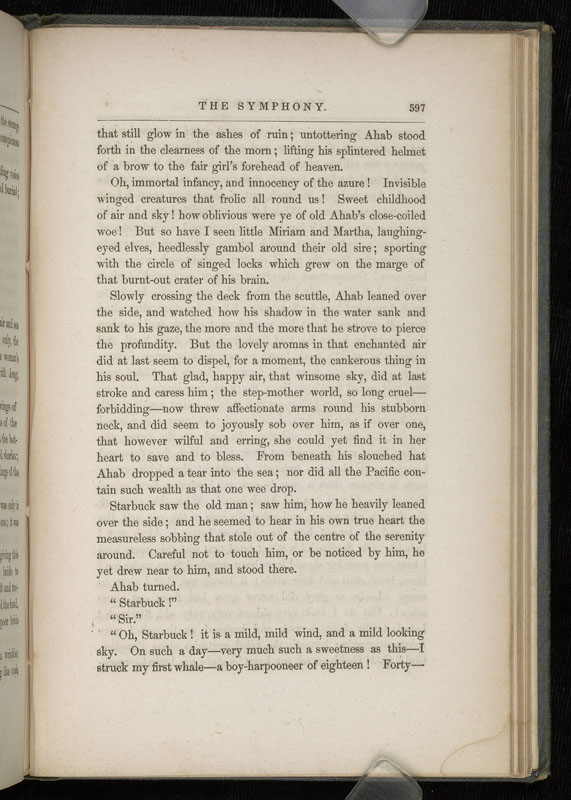 THE SYMPHONY. 597
that still glow in the ashes of ruin; untottering Ahab stood
forth in the clearness of the morn; lifting his splintered helmet
of a brow to the fair girl's forehead of heaven.
Oh, immortal infancy, and innocency of the azure! Invisible
winged creatures that frolic all round us! Sweet childhood
of air and sky! how oblivious were ye of old Ahab's close-coiled
woe! But so have I seen little Miriam and Martha, laughing-
eyed elves, heedlessly gambol around their old sire; sporting
with the circle of singed locks which grew on the marge of
that burnt-out crater of his brain.
Slowly crossing the deck from the scuttle, Ahab leaned over
the side, and watched how his shadow in the water sank and
sank to his gaze, the more and the more that he strove to pierce
the profundity. But the lovely aromas in that enchanted air
did at last seem to dispel, for a moment, the cankerous thing in
his soul. That glad, happy air, that winsome sky, did at last
stroke and caress him; the step-mother world, so long cruel—
forbidding—now threw affectionate arms round his stubborn
neck, and did seem to joyously sob over him, as if over one,
that however wilful and erring, she could yet find it in her
heart to save and to bless. From beneath his slouched hat
Ahab dropped a tear into the sea; nor did all the Pacific con-
tain such wealth as that one wee drop.
Starbuck saw the old man; saw him, how he heavily leaned
over the side; and he seemed to hear in his own true heart the
measureless sobbing that stole out of the centre of the serenity
around. Careful not to touch him, or be noticed by him, he
yet drew near to him, and stood there.
Ahab turned.
"Starbuck!"
"Sir."
"Oh, Starbuck! it is a mild, mild wind, and a mild looking
sky. On such a day—very much such a sweetness as this—I
struck my first whale—a boy-harpooneer of eighteen! Forty—